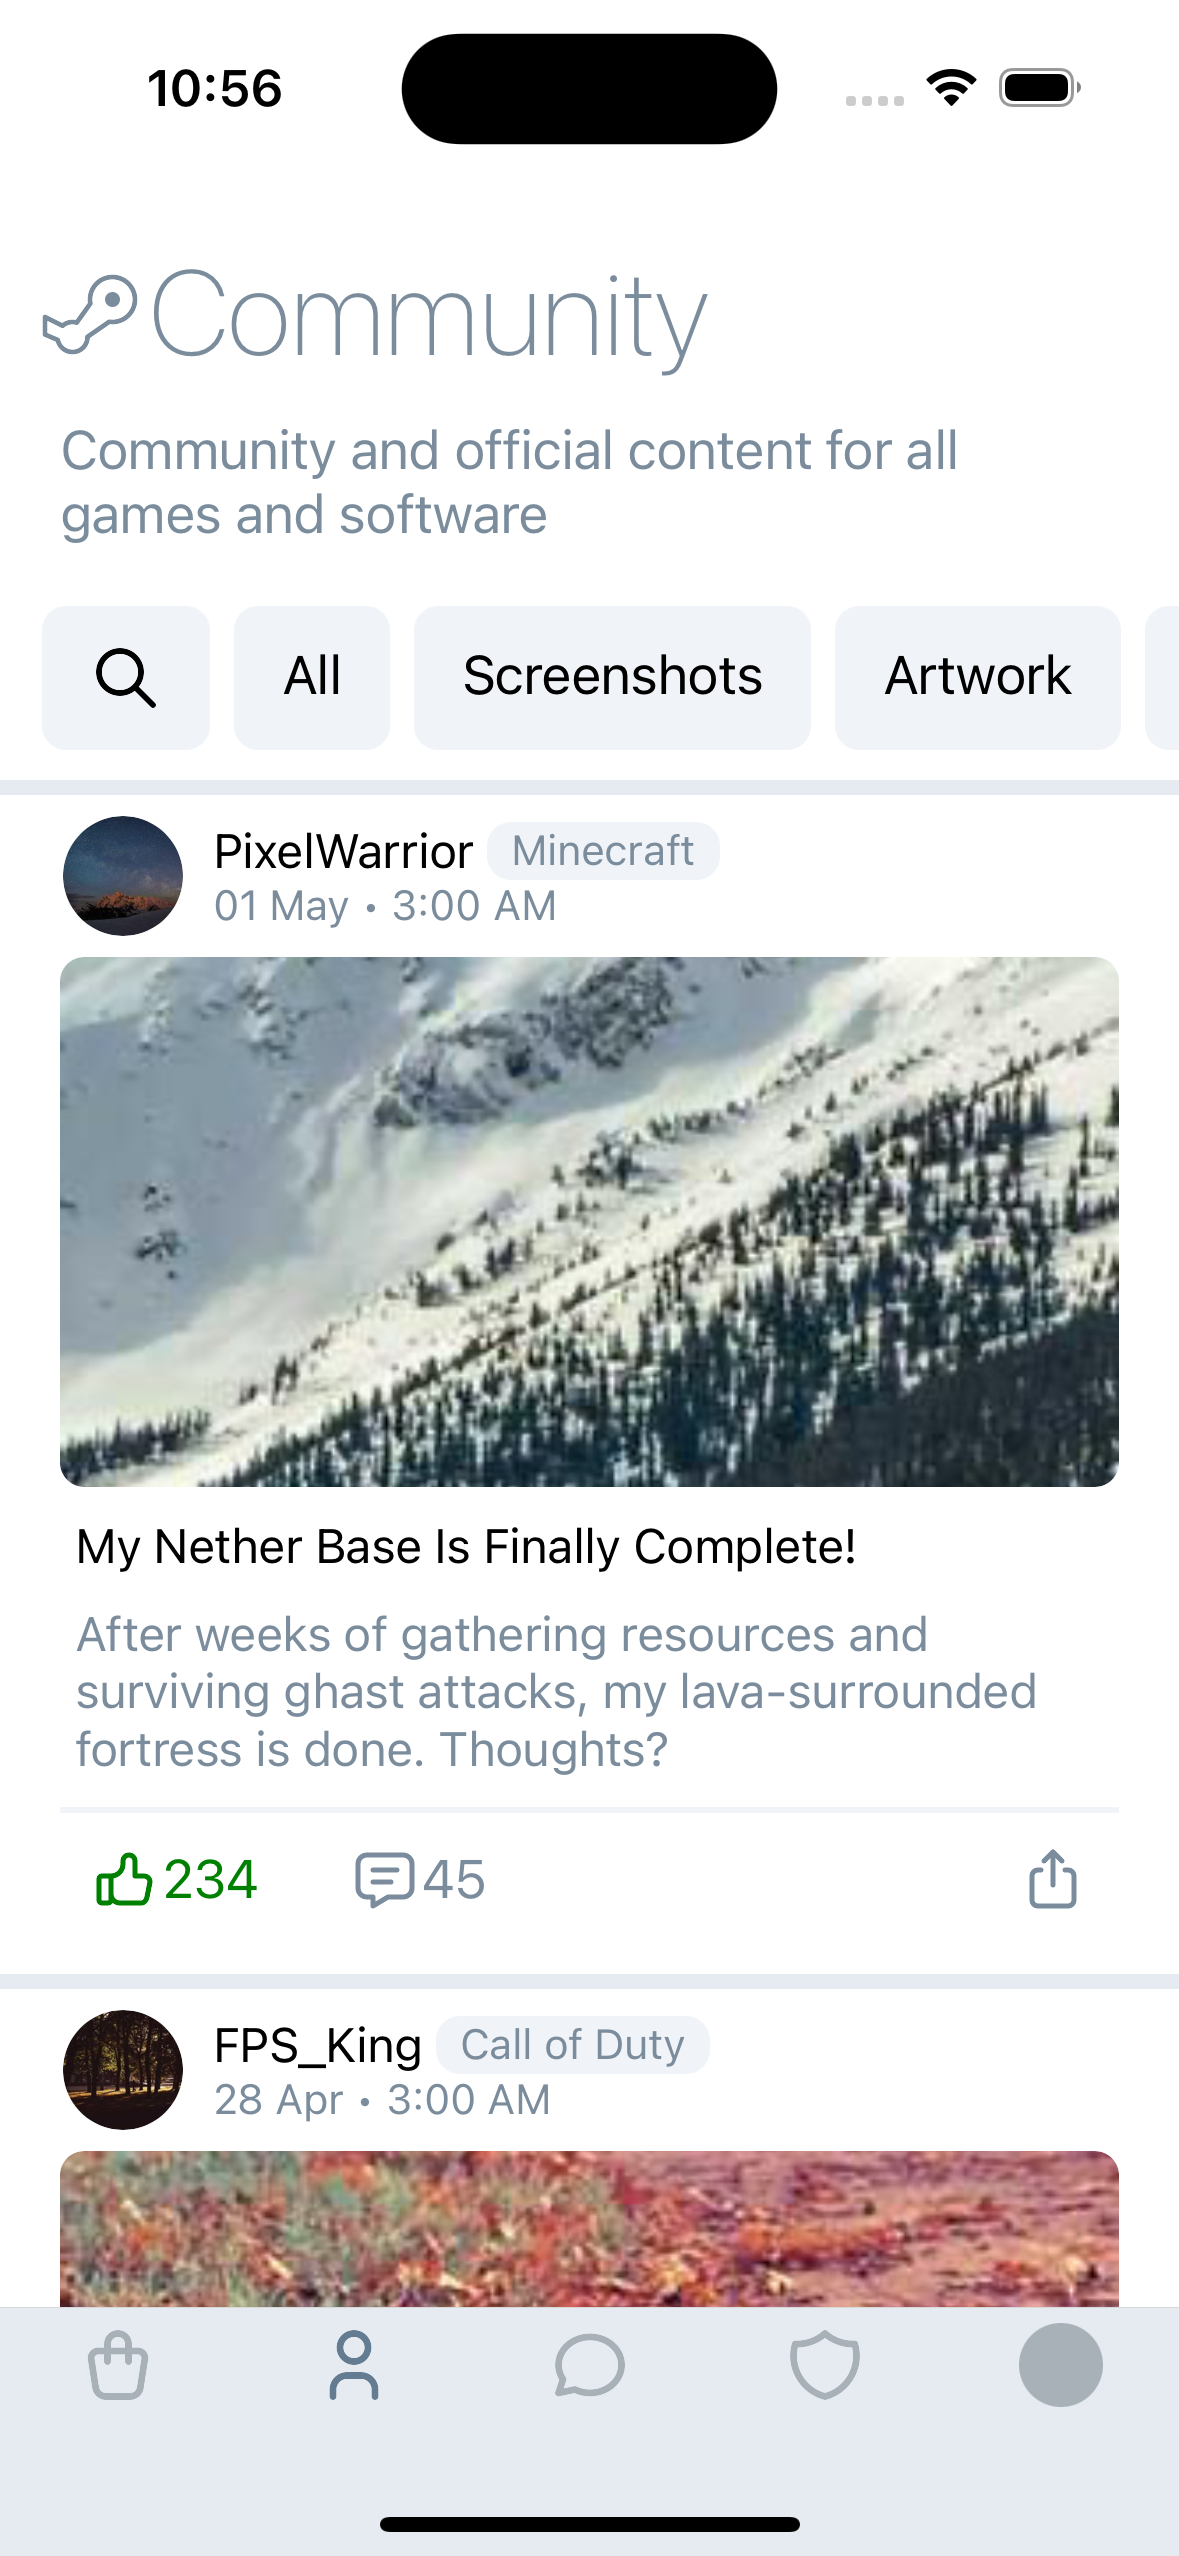 10:56
Community
Community and official content for all
games and software
All
Screenshots
Artwork
PixelWarrior
Minecraft
01 May • 3:00 AM
My Nether Base Is Finally Complete!
After weeks of gathering resources and
surviving ghast attacks, my lava-surrounded
fortress is done. Thoughts?
234
45
FPS_King
Call of Duty
28 Apr • 3:00 AM